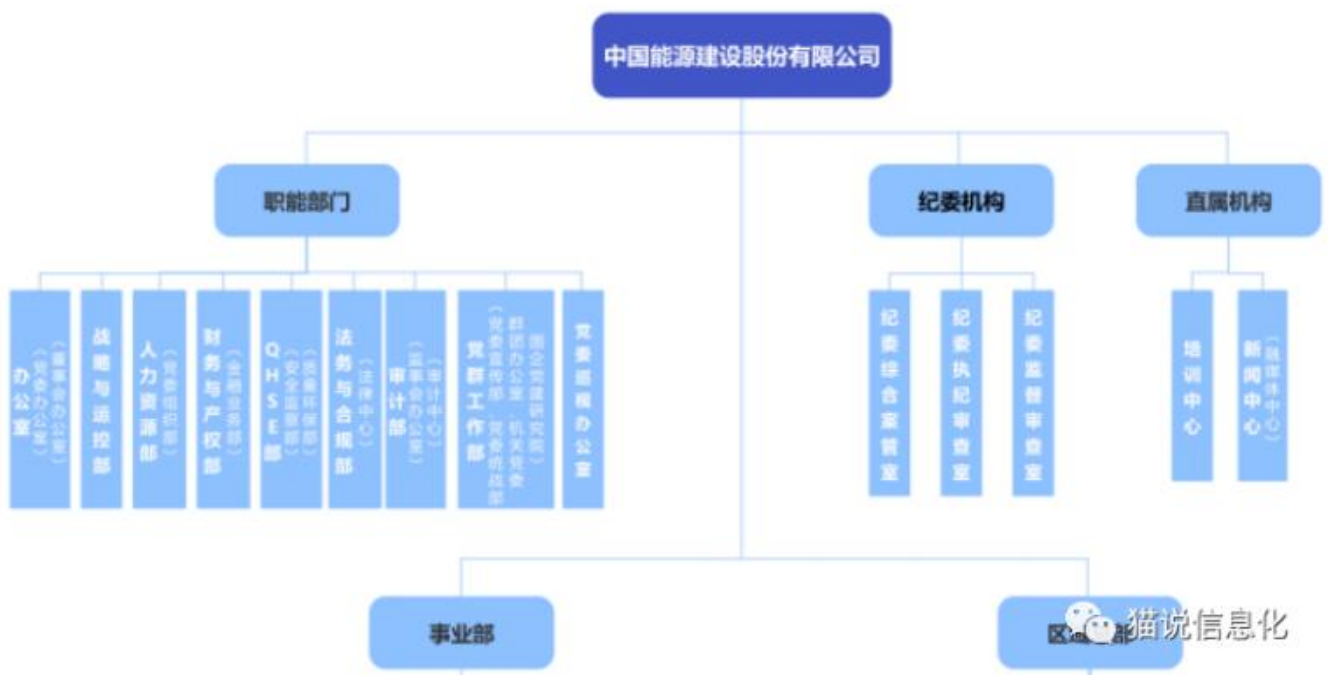 中国能源建设股份有限公司
职能部门
纪委机构
直属机构
办公室
（党委办公室）
（董事会办公室）
战略与运控部
人力资源部
（党委组织部）
财务与产权部
（金融业务部）
QHSE部
（安全监察部）
（质量环保部）
法务与合规部
（法律中心）
审计部
（监事会办公室）
（审计中心）
党群工作部
（党委宣传部、党委统战部
群团办公室、机关党委
国企党建研究院）
党委巡视办公室
纪委综合室管室
纪委执纪审查室
纪委监督审查室
培训中心
新闻中心
（融媒体中心）
事业部
区
部
猫说信息化